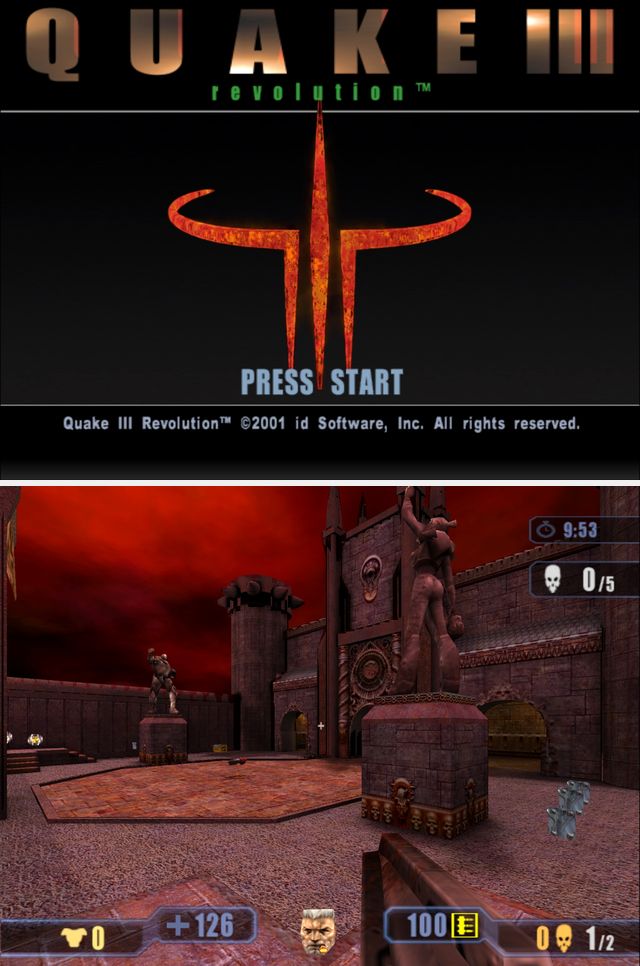 QUAKE III
revolution™
PRESS START
Quake III Revolution™ ©2001 id Software, Inc. All rights reserved.
9:53
0/5
0
+126
100
0 1/2